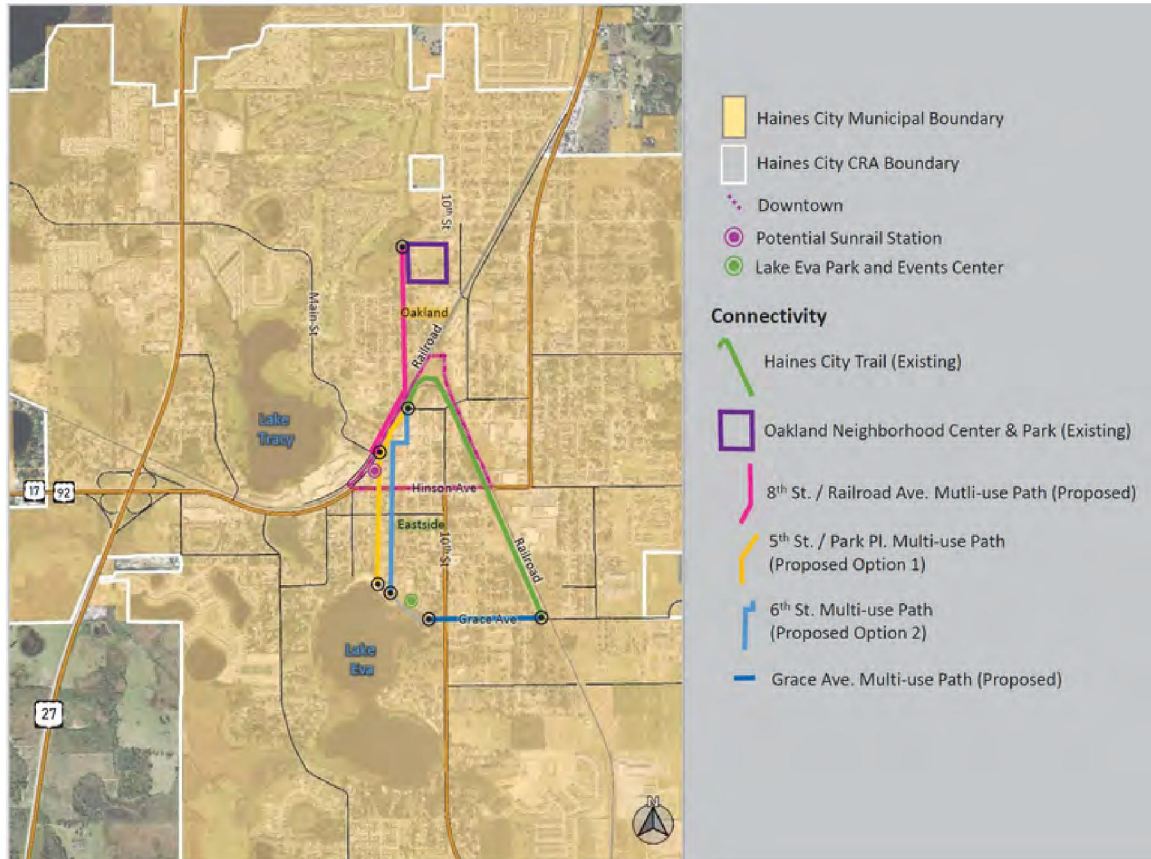 10th St
Main St
Oakland
Railroad
Lake
Tracy
17
92
Hinson Ave
Eastside
10th St
Railroad
Grace Ave
Lake
Eva
27
N
Haines City Municipal Boundary
Haines City CRA Boundary
Downtown
Potential Sunrail Station
Lake Eva Park and Events Center
Connectivity
Haines City Trail (Existing)
Oakland Neighborhood Center & Park (Existing)
8th St. / Railroad Ave. Mutli-use Path (Proposed)
5th St. / Park Pl. Multi-use Path
(Proposed Option 1)
6th St. Multi-use Path
(Proposed Option 2)
Grace Ave. Multi-use Path (Proposed)